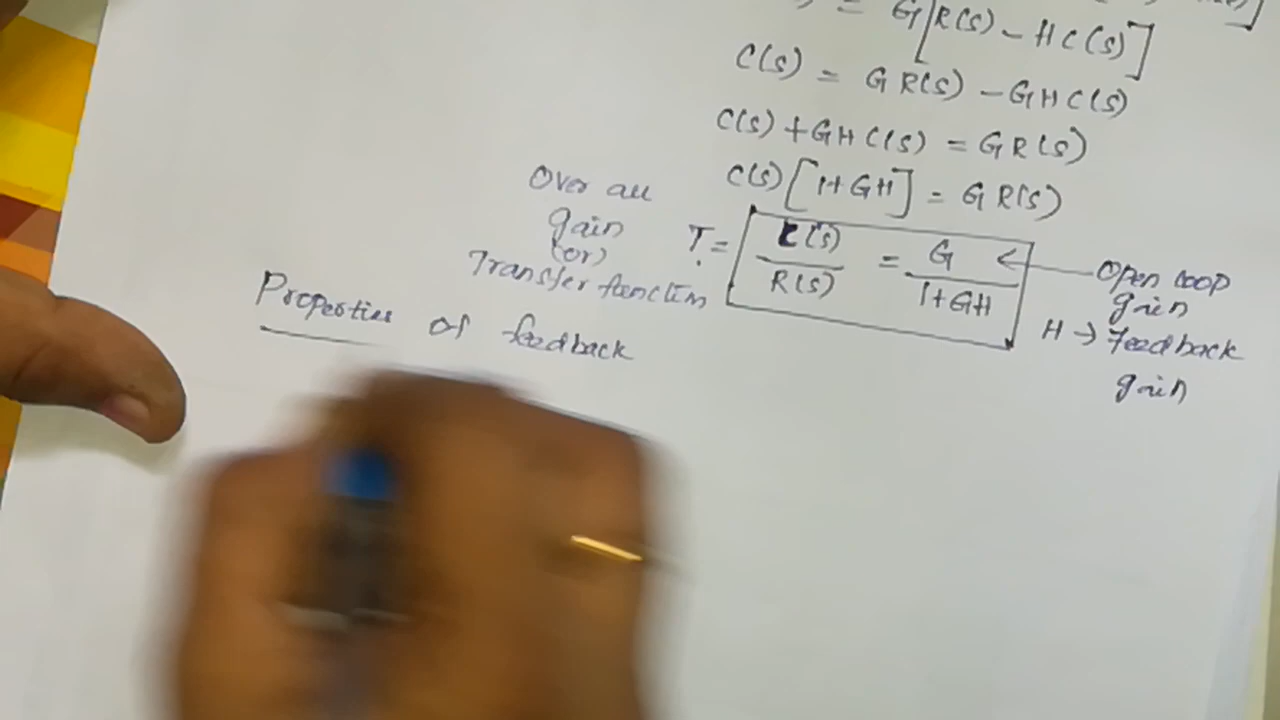 = G[R(s) - H C(s)]
C(s) = G R(s) - GH C(s)
C(s) + GH C(s) = G R(s)
C(s) [1+GH] = G R(s)
Over all
gain
(or)
Transfer function
T = C(s)/R(s) = G/1+GH ← Open loop
gain
H → Feedback
gain
Properties of feedback